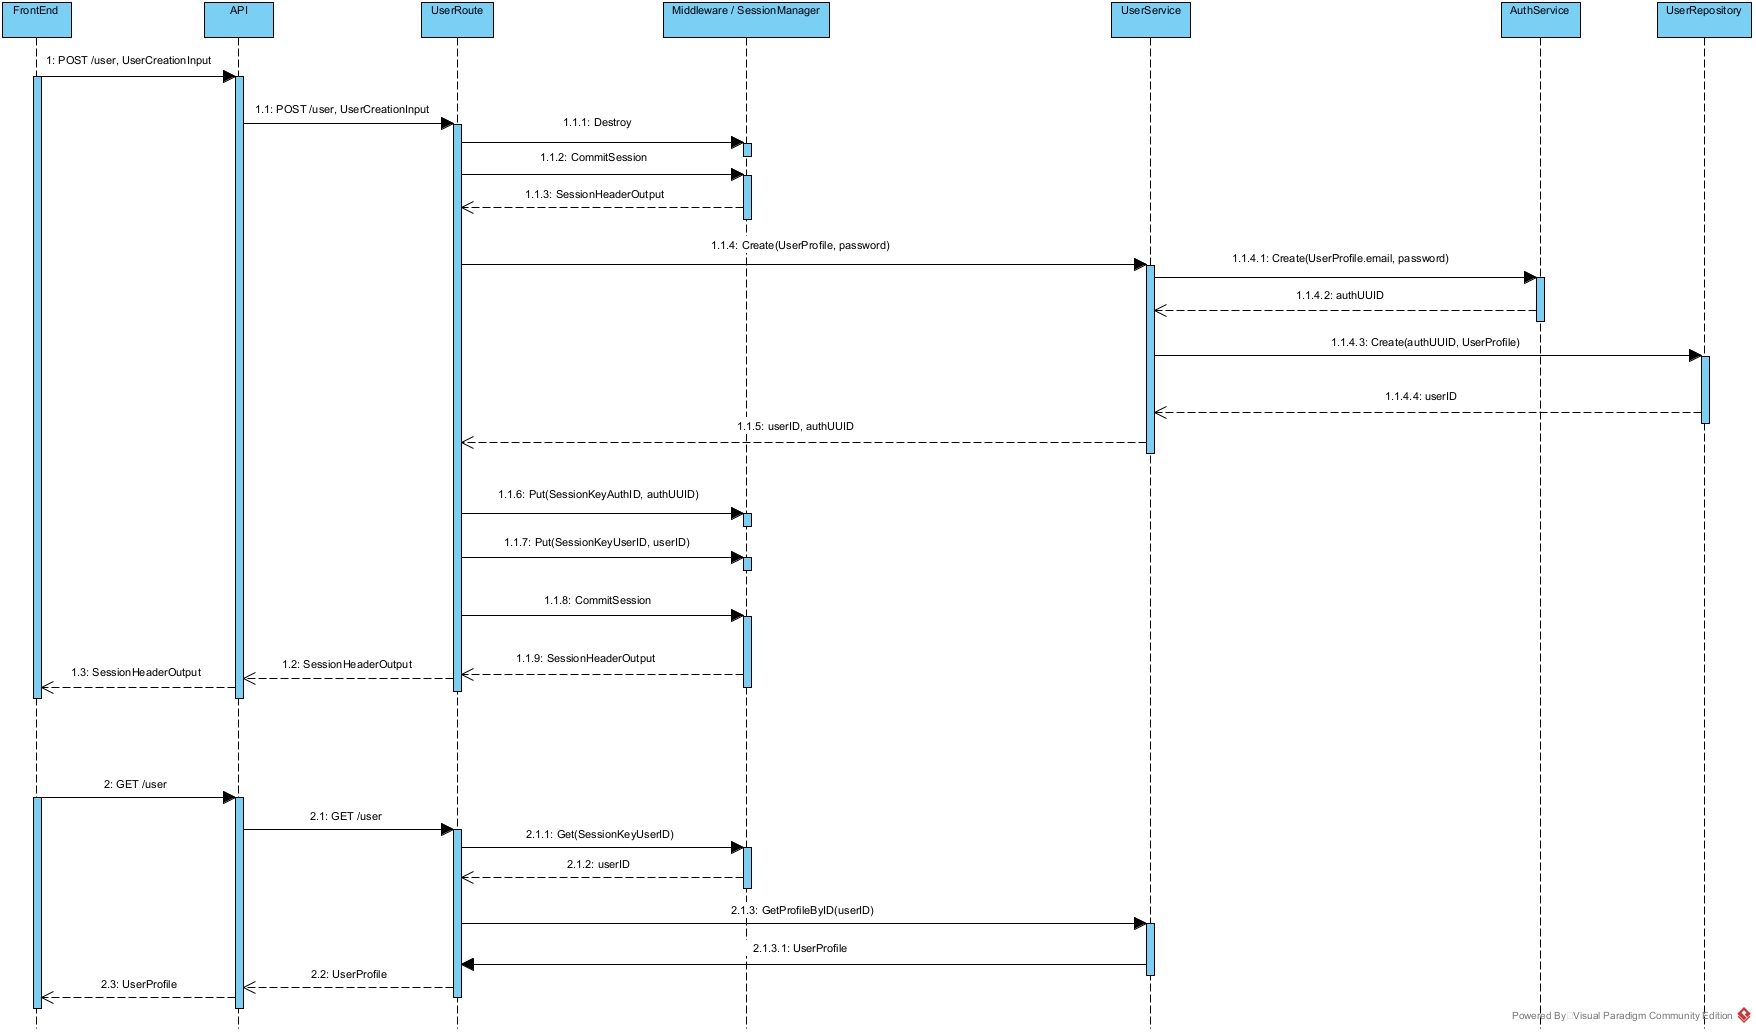 FrontEnd
API
UserRoute
Middleware / SessionManager
UserService
AuthService
UserRepository
1: POST /user, UserCreationInput
1.1: POST /user, UserCreationInput
1.1.1: Destroy
1.1.2: CommitSession
1.1.3: SessionHeaderOutput
1.1.4: Create(UserProfile, password)
1.1.4.1: Create(UserProfile.email, password)
1.1.4.2: authUUID
1.1.4.3: Create(authUUID, UserProfile)
1.1.4.4: userID
1.1.5: userID, authUUID
1.1.6: Put(SessionKeyAuthID, authUUID)
1.1.7: Put(SessionKeyUserID, userID)
1.1.8: CommitSession
1.1.9: SessionHeaderOutput
1.2: SessionHeaderOutput
1.3: SessionHeaderOutput
2: GET /user
2.1: GET /user
2.1.1: Get(SessionKeyUserID)
2.1.2: userID
2.1.3: GetProfileByID(userID)
2.1.3.1: UserProfile
2.2: UserProfile
2.3: UserProfile
Powered By Visual Paradigm Community Edition